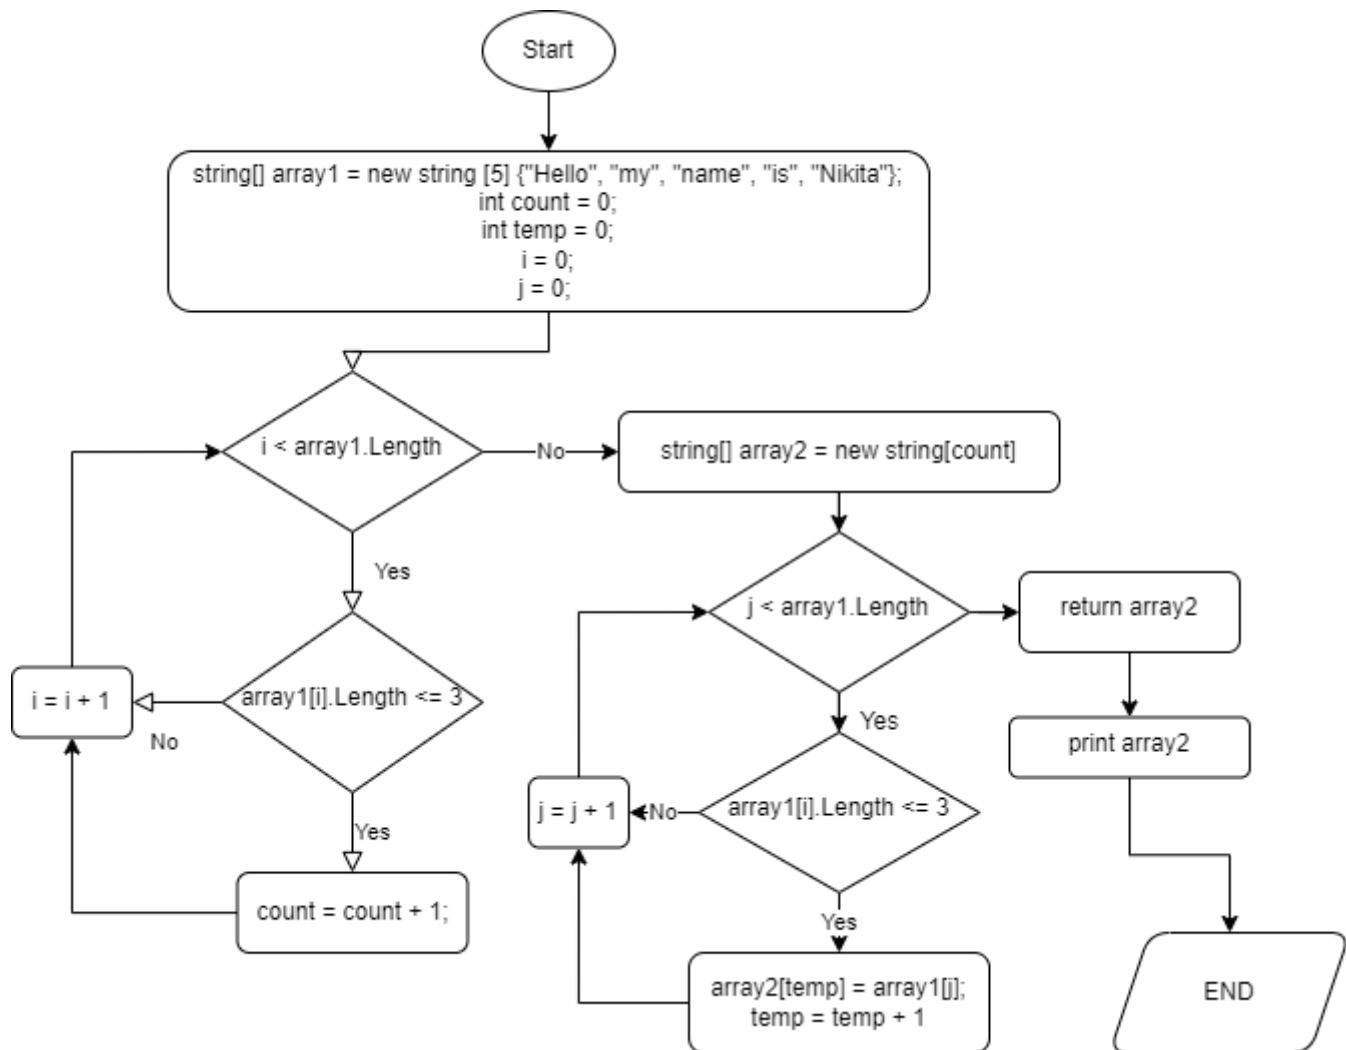 Start
string[] array1 = new string [5] {"Hello", "my", "name", "is", "Nikita"};
int count = 0;
int temp = 0;
i = 0;
j = 0;
i < array1.Length
No
string[] array2 = new string[count]
Yes
j < array1.Length
return array2
i = i + 1
array1[i].Length <= 3
No
Yes
print array2
j = j + 1
No
array1[i].Length <= 3
Yes
count = count + 1;
Yes
array2[temp] = array1[j];
temp = temp + 1
END